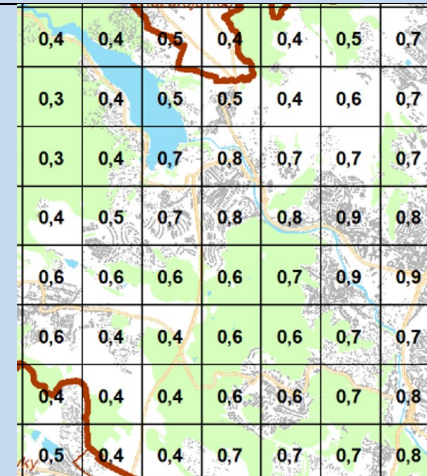 0,4 0,4 0,5 0,4 0,4 0,5 0,7
0,3 0,4 0,5 0,5 0,4 0,6 0,7
0,3 0,4 0,7 0,8 0,7 0,7 0,7
0,4 0,5 0,7 0,8 0,8 0,9 0,8
0,6 0,6 0,6 0,6 0,7 0,9 0,9
0,6 0,4 0,4 0,6 0,6 0,7 0,7
0,4 0,4 0,4 0,6 0,6 0,7 0,8
0,5 0,4 0,4 0,7 0,7 0,7 0,8